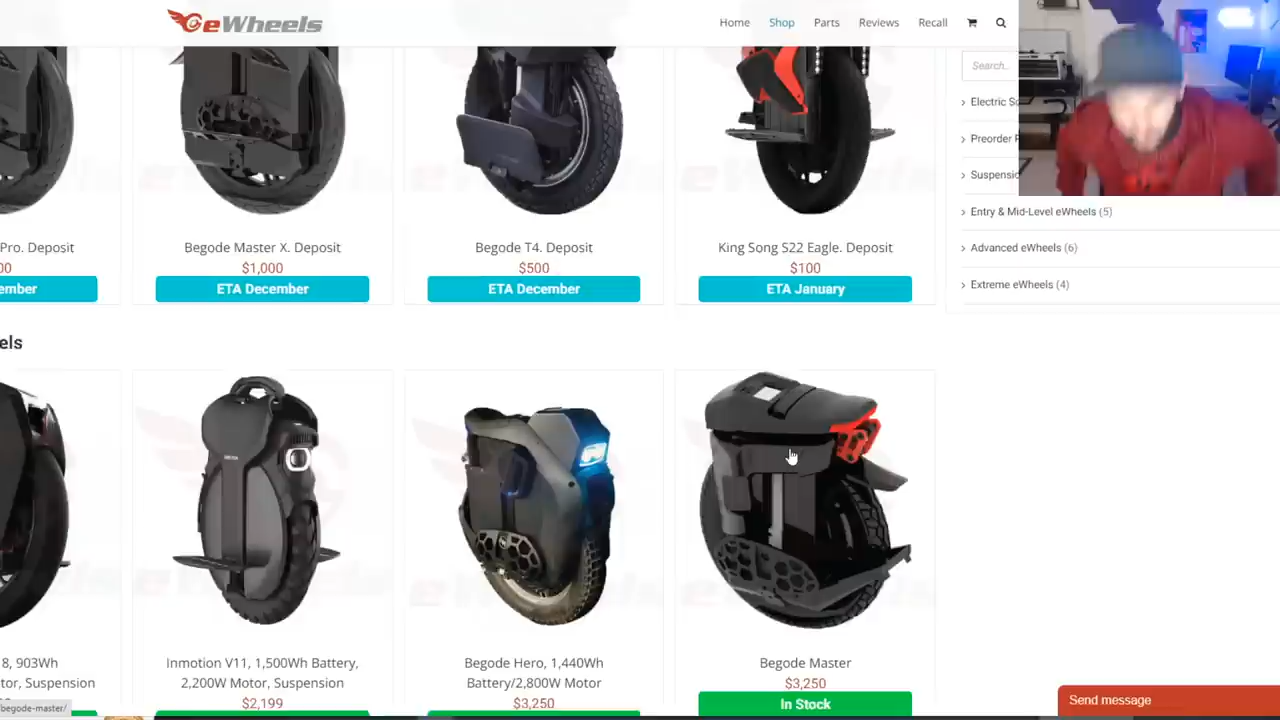 eWheels
Home
Shop
Parts
Reviews
Recall
Search..
Electric Sc
Preorder
Suspensio
Entry & Mid-Level eWheels (5)
Advanced eWheels (6)
Extreme eWheels (4)
Pro. Deposit
00
ember
Begode Master X. Deposit
$1,000
ETA December
Begode T4. Deposit
$500
ETA December
King Song S22 Eagle. Deposit
$100
ETA January
els
8, 903Wh
tor, Suspension
Inmotion V11, 1,500Wh Battery,
2,200W Motor, Suspension
$2,199
Begode Hero, 1,440Wh
Battery/2,800W Motor
$3,250
Begode Master
$3,250
In Stock
begode-master/
Send message